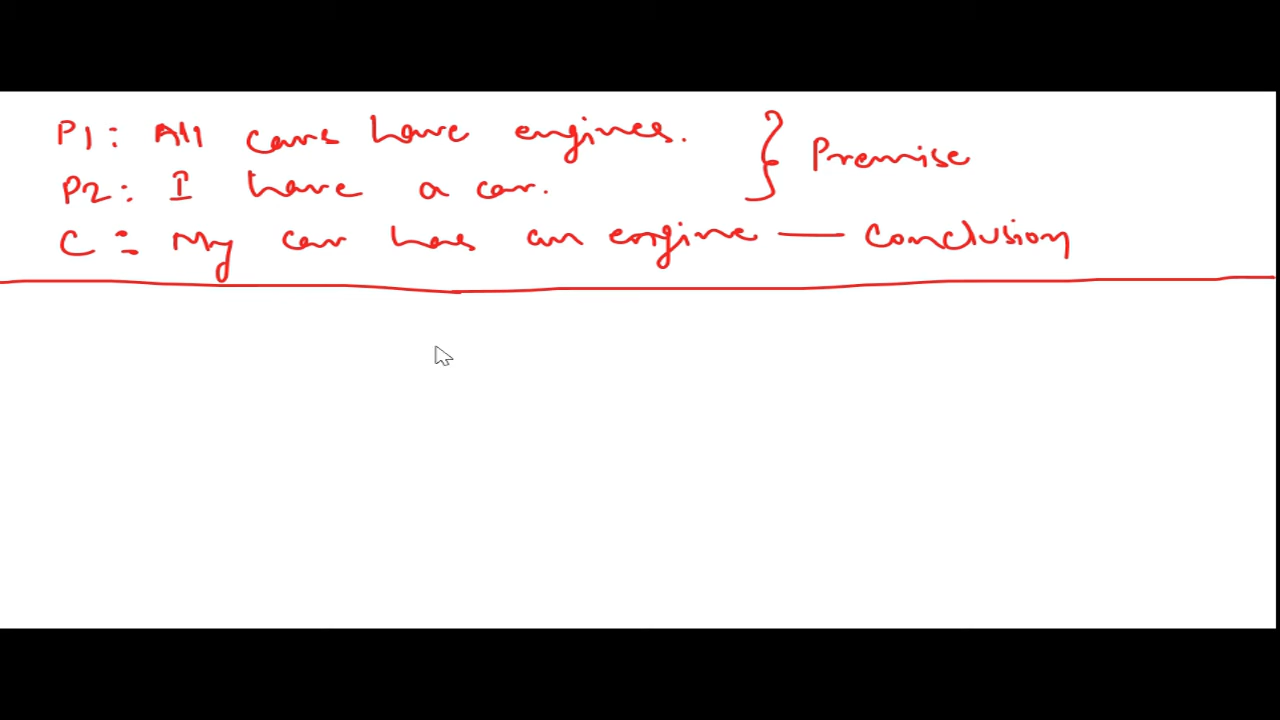 P1: All cars have engines. } Premise
P2: I have a car.
C : My car has an engine — Conclusion